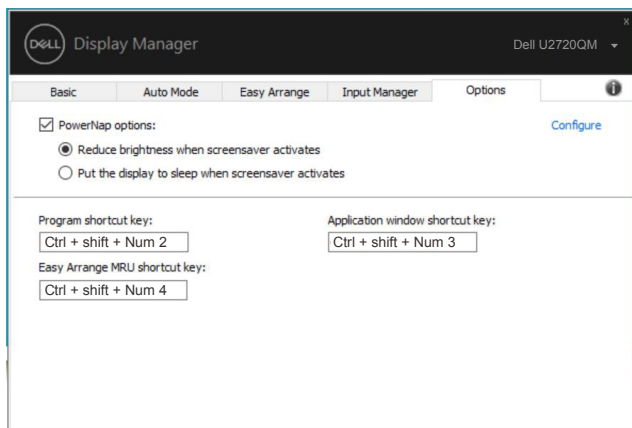 x
DELL Display Manager Dell U2720QM
Basic Auto Mode Easy Arrange Input Manager Options
PowerNap options: Configure
Reduce brightness when screensaver activates
Put the display to sleep when screensaver activates
Program shortcut key: Application window shortcut key:
Ctrl + shift + Num 2 Ctrl + shift + Num 3
Easy Arrange MRU shortcut key:
Ctrl + shift + Num 4